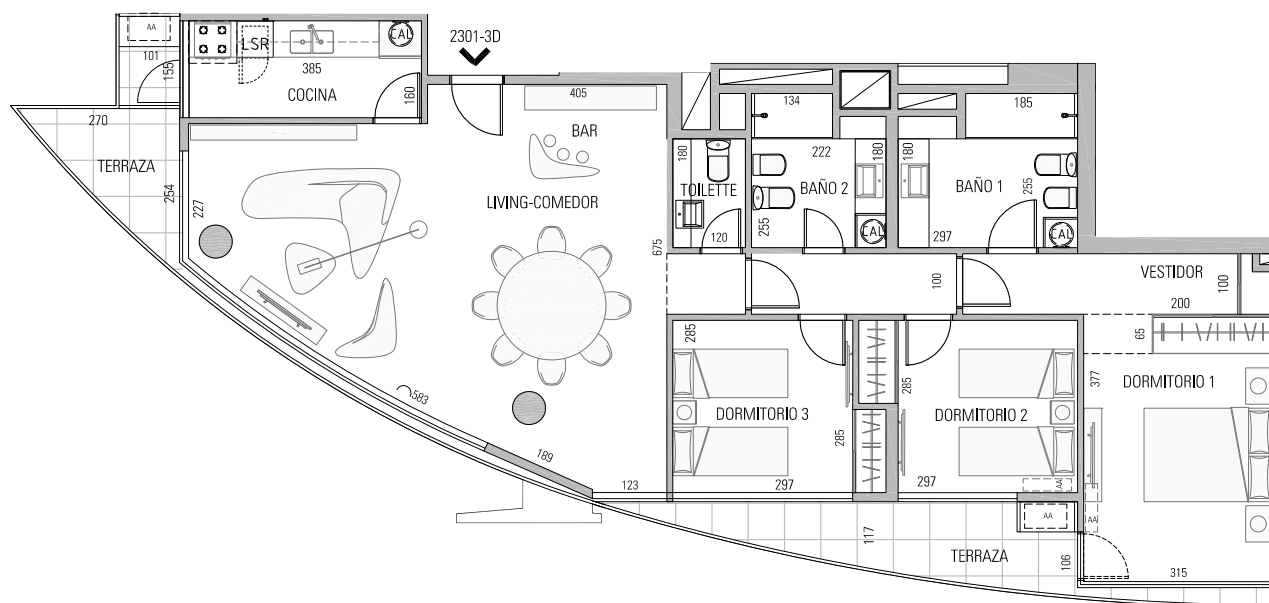 AA
101
155
LSR
CAL
385
COCINA
160
2301-3D
405
BAR
134
185
270
TERRAZA
254
227
LIVING-COMEDOR
180
TOILETTE
120
222
180
BAÑO 2
255
CAL
180
BAÑO 1
255
297
CAL
675
100
VESTIDOR
200
100
65
285
DORMITORIO 3
285
297
285
DORMITORIO 2
297
AA
377
DORMITORIO 1
AA
315
583
189
123
117
AA
TERRAZA
106